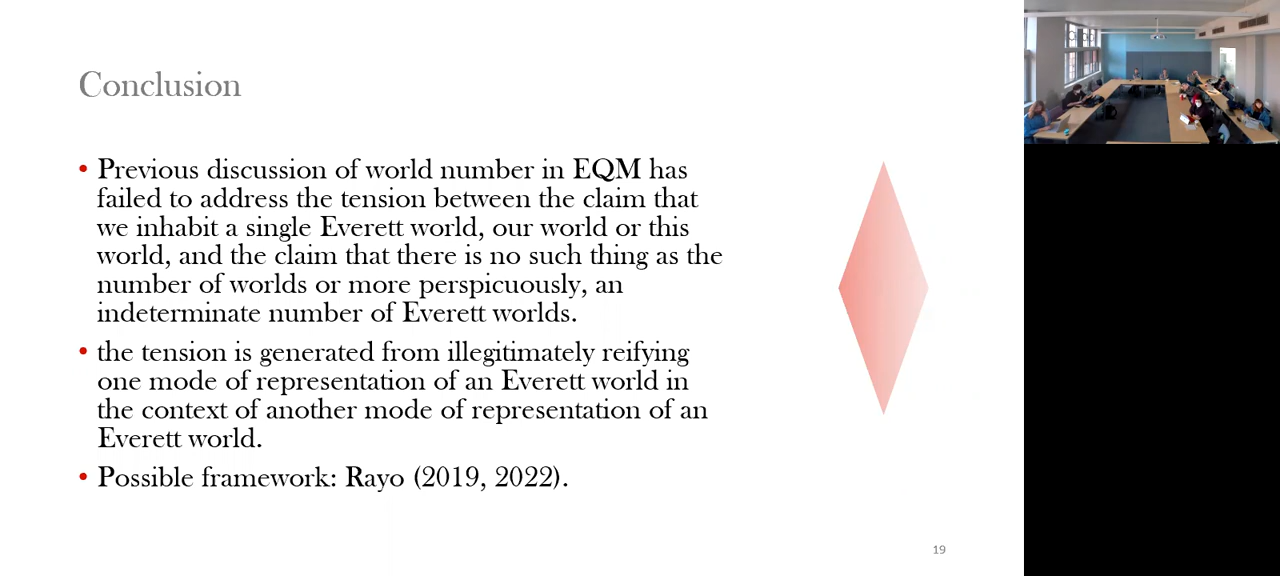 Conclusion
• Previous discussion of world number in EQM has
failed to address the tension between the claim that
we inhabit a single Everett world, our world or this
world, and the claim that there is no such thing as the
number of worlds or more perspicuously, an
indeterminate number of Everett worlds.
• the tension is generated from illegitimately reifying
one mode of representation of an Everett world in
the context of another mode of representation of an
Everett world.
• Possible framework: Rayo (2019, 2022).
19